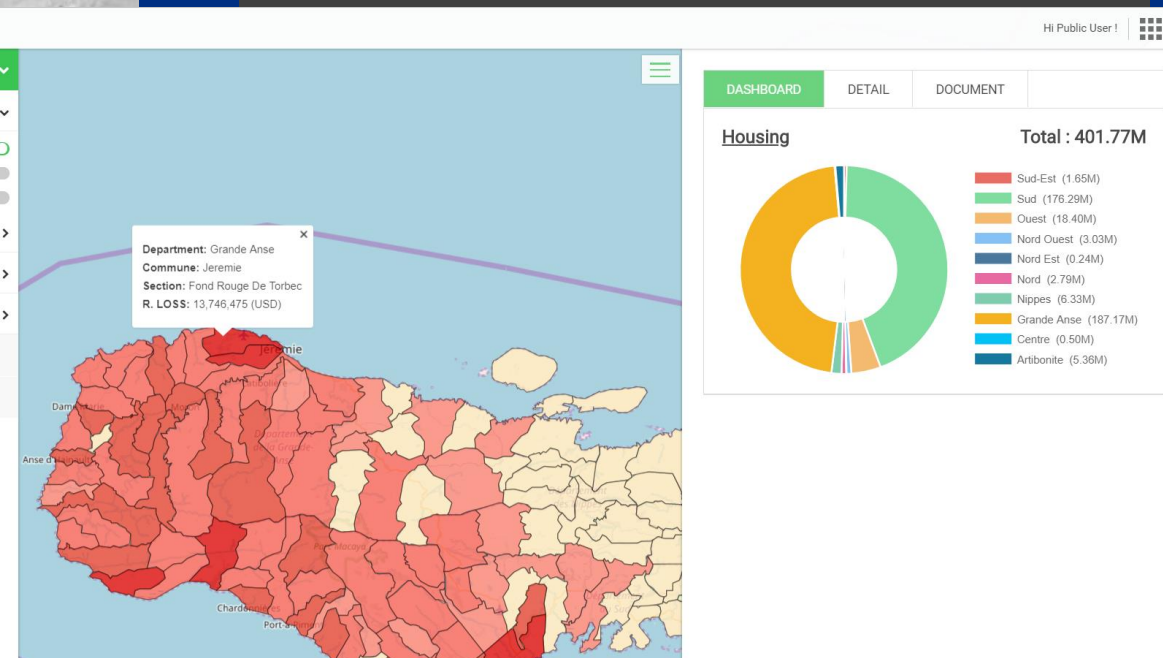 Hi Public User !
DASHBOARD
DETAIL
DOCUMENT
Housing
Total : 401.77M
Sud-Est (1.65M)
Sud (176.29M)
Ouest (18.40M)
Nord Ouest (3.03M)
Nord Est (0.24M)
Nord (2.79M)
Nippes (6.33M)
Grande Anse (187.17M)
Centre (0.50M)
Artibonite (5.36M)
Department: Grande Anse
Commune: Jeremie
Section: Fond Rouge De Torbec
R. LOSS: 13,746,475 (USD)
Jeremie
Anse d
Port-à-Piment